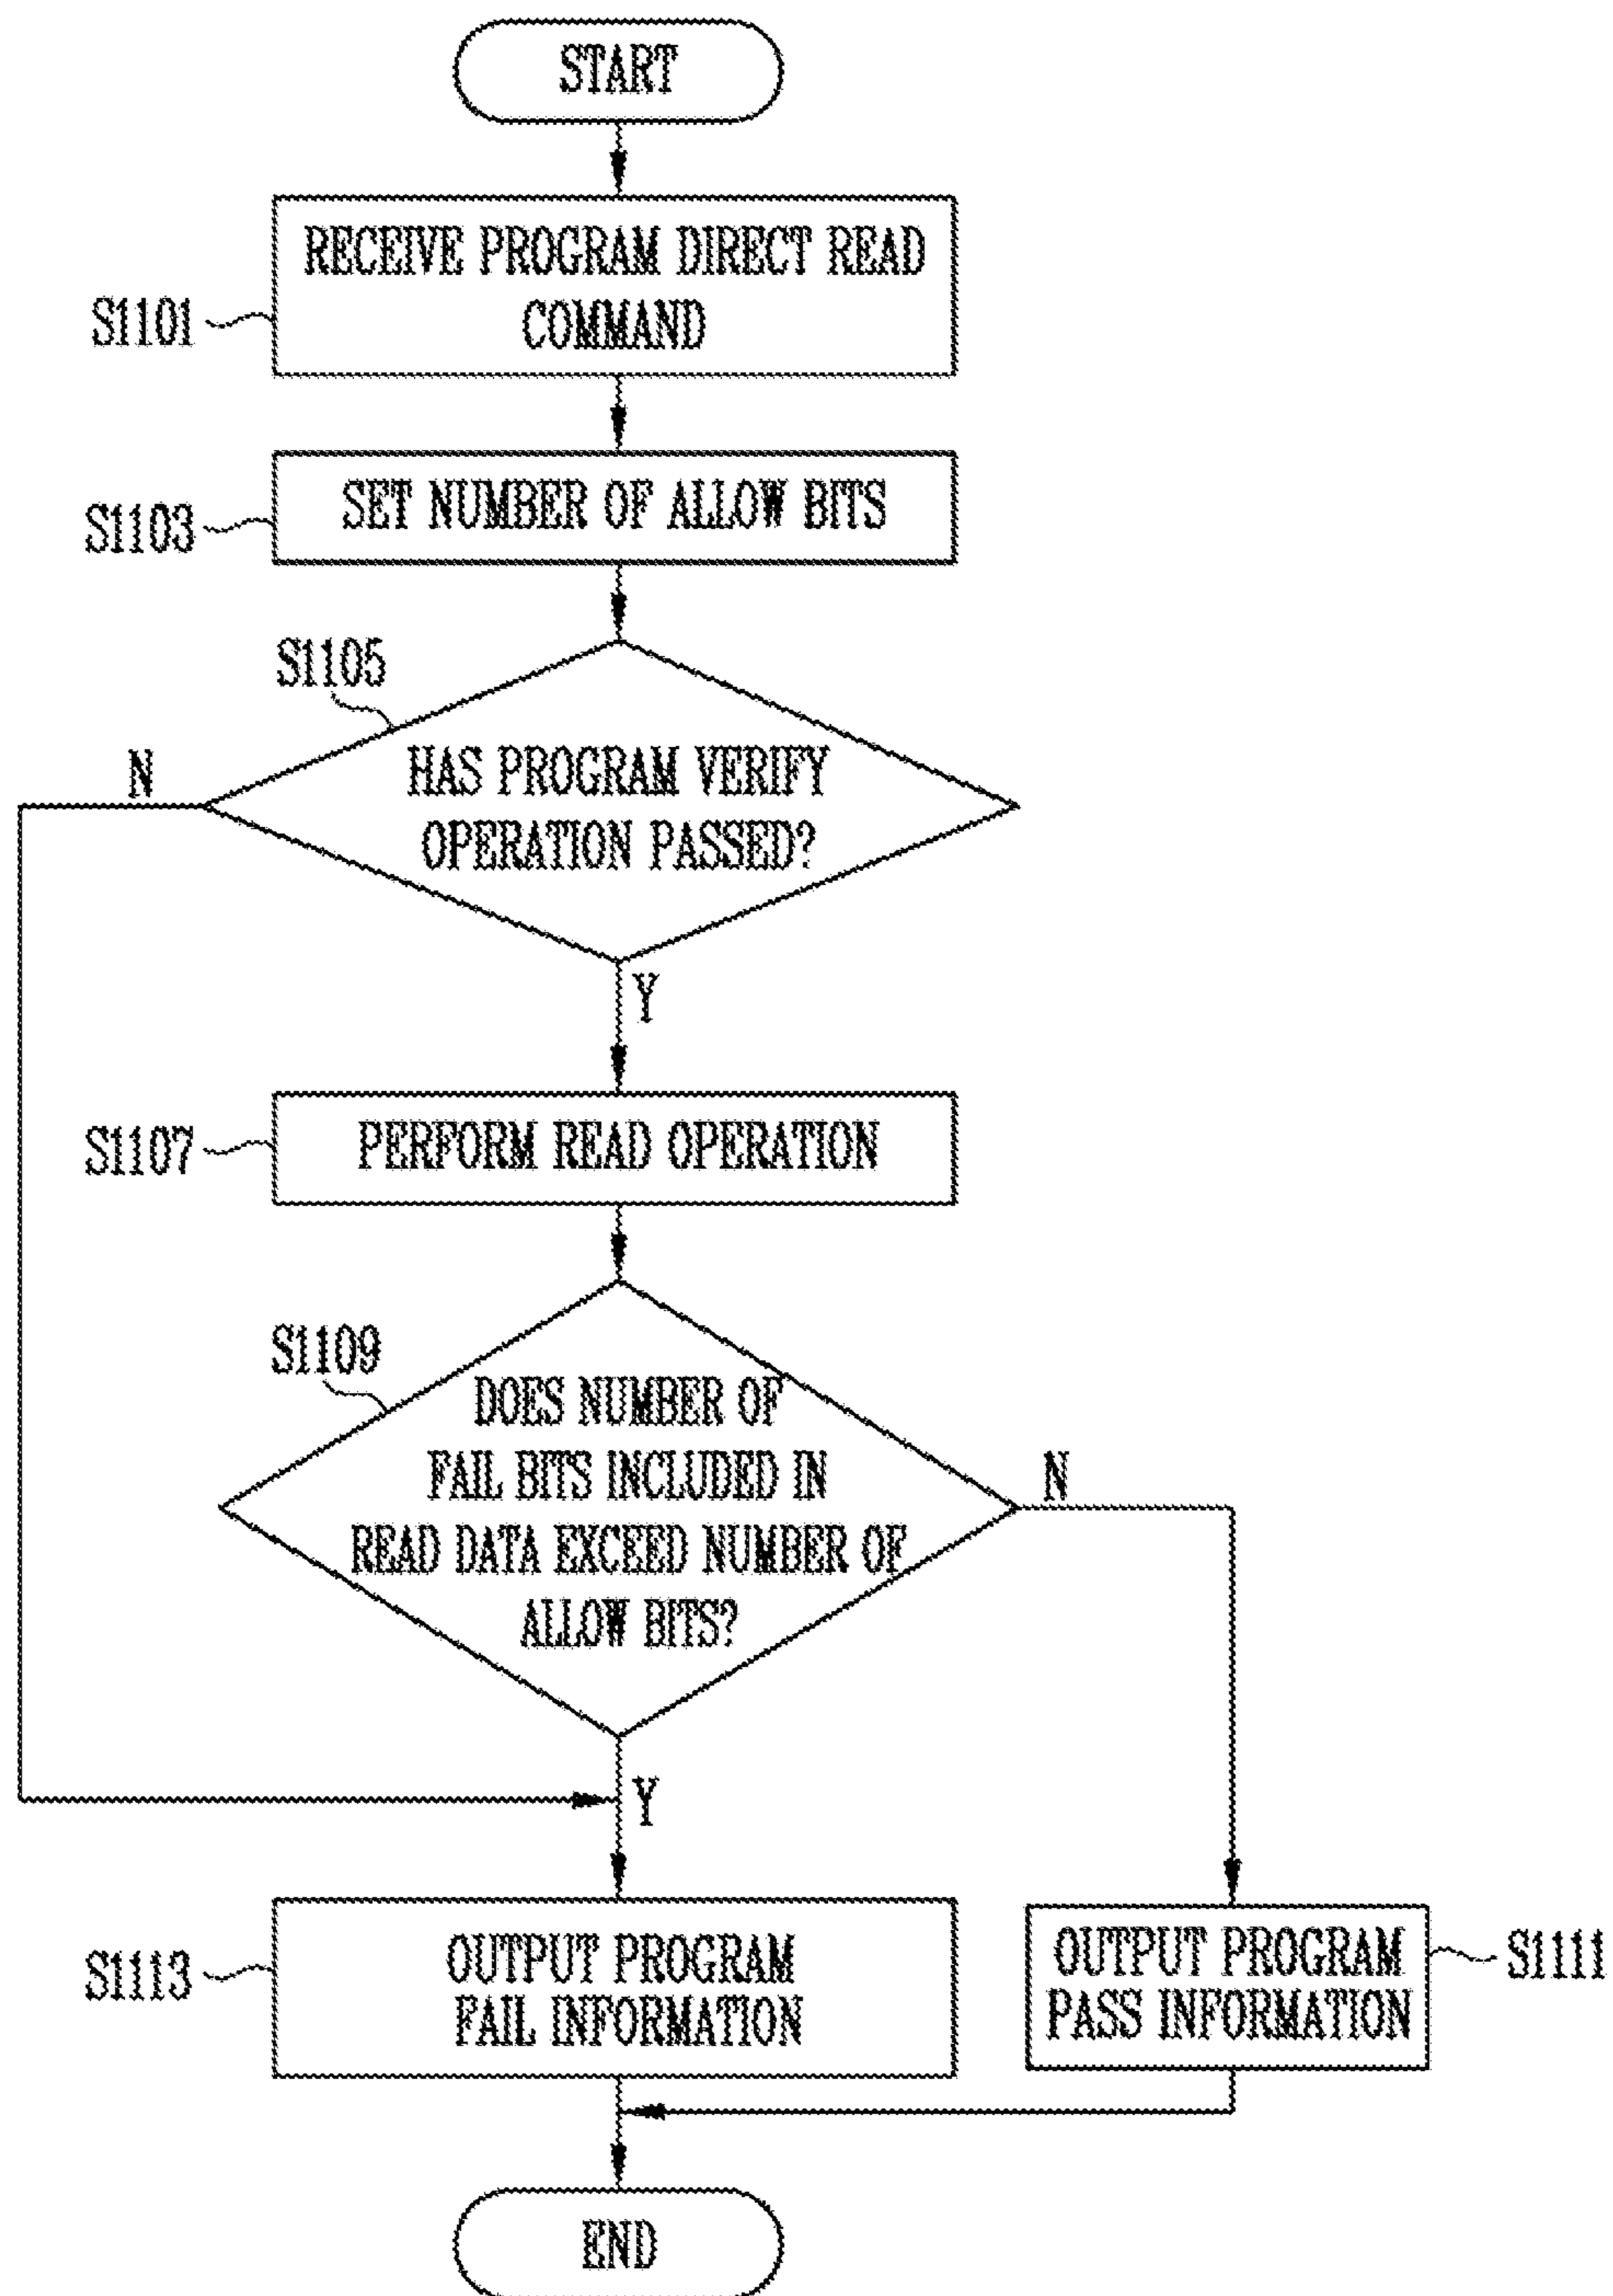 START
RECEIVE PROGRAM DIRECT READ
COMMAND
S1101
SET NUMBER OF ALLOW BITS
S1103
S1105
N
HAS PROGRAM VERIFY
OPERATION PASSED?
Y
PERFORM READ OPERATION
S1107
S1109
DOES NUMBER OF
FAIL BITS INCLUDED IN
READ DATA EXCEED NUMBER OF
ALLOW BITS?
N
Y
OUTPUT PROGRAM
FAIL INFORMATION
S1113
OUTPUT PROGRAM
PASS INFORMATION
S1111
END